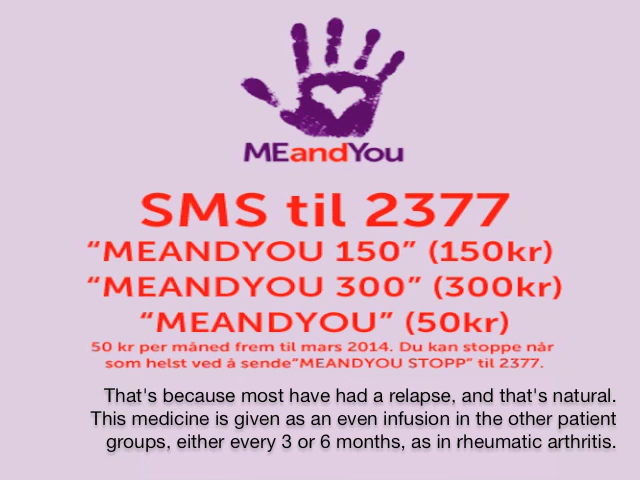 MEandYou
SMS til 2377
“MEANDYOU 150” (150kr)
“MEANDYOU 300” (300kr)
“MEANDYOU” (50kr)
50 kr per måned frem til mars 2014. Du kan stoppe når
som helst ved å sende“MEANDYOU STOPP” til 2377.
That's because most have had a relapse, and that's natural.
This medicine is given as an even infusion in the other patient
groups, either every 3 or 6 months, as in rheumatic arthritis.